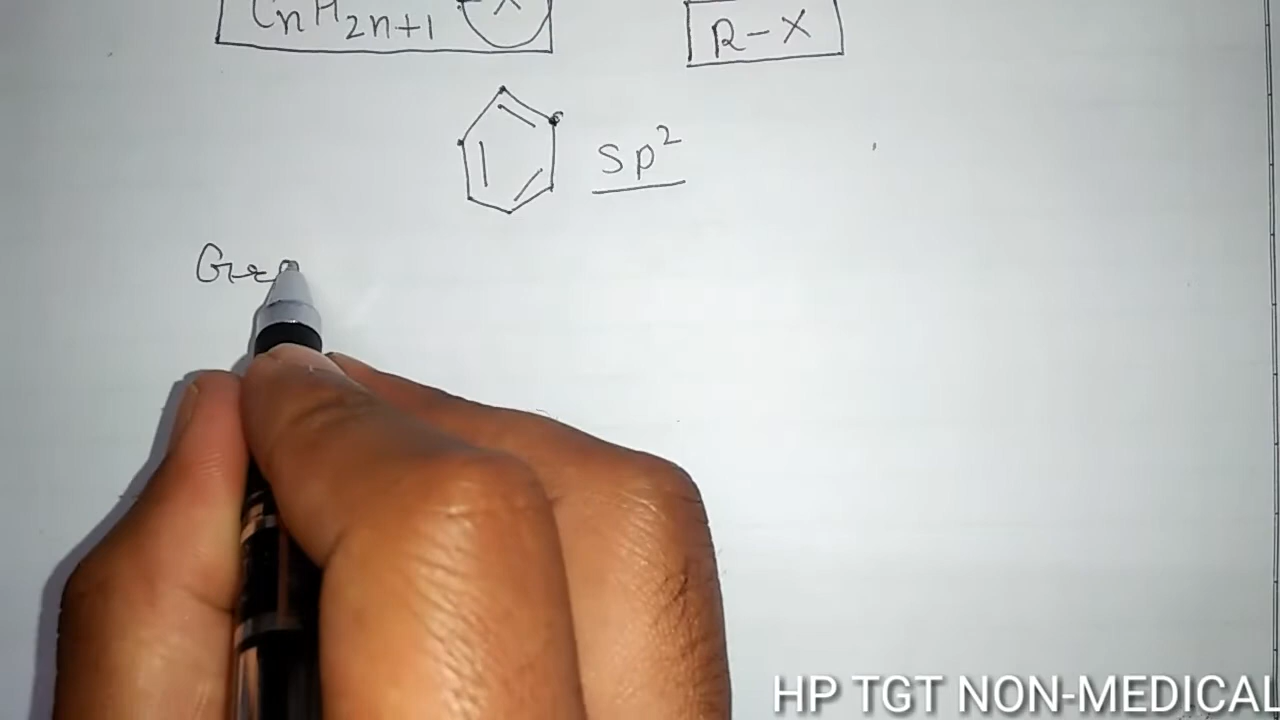 CnH2n+1 - X
R-X
Sp²
HP TGT NON-MEDICAL